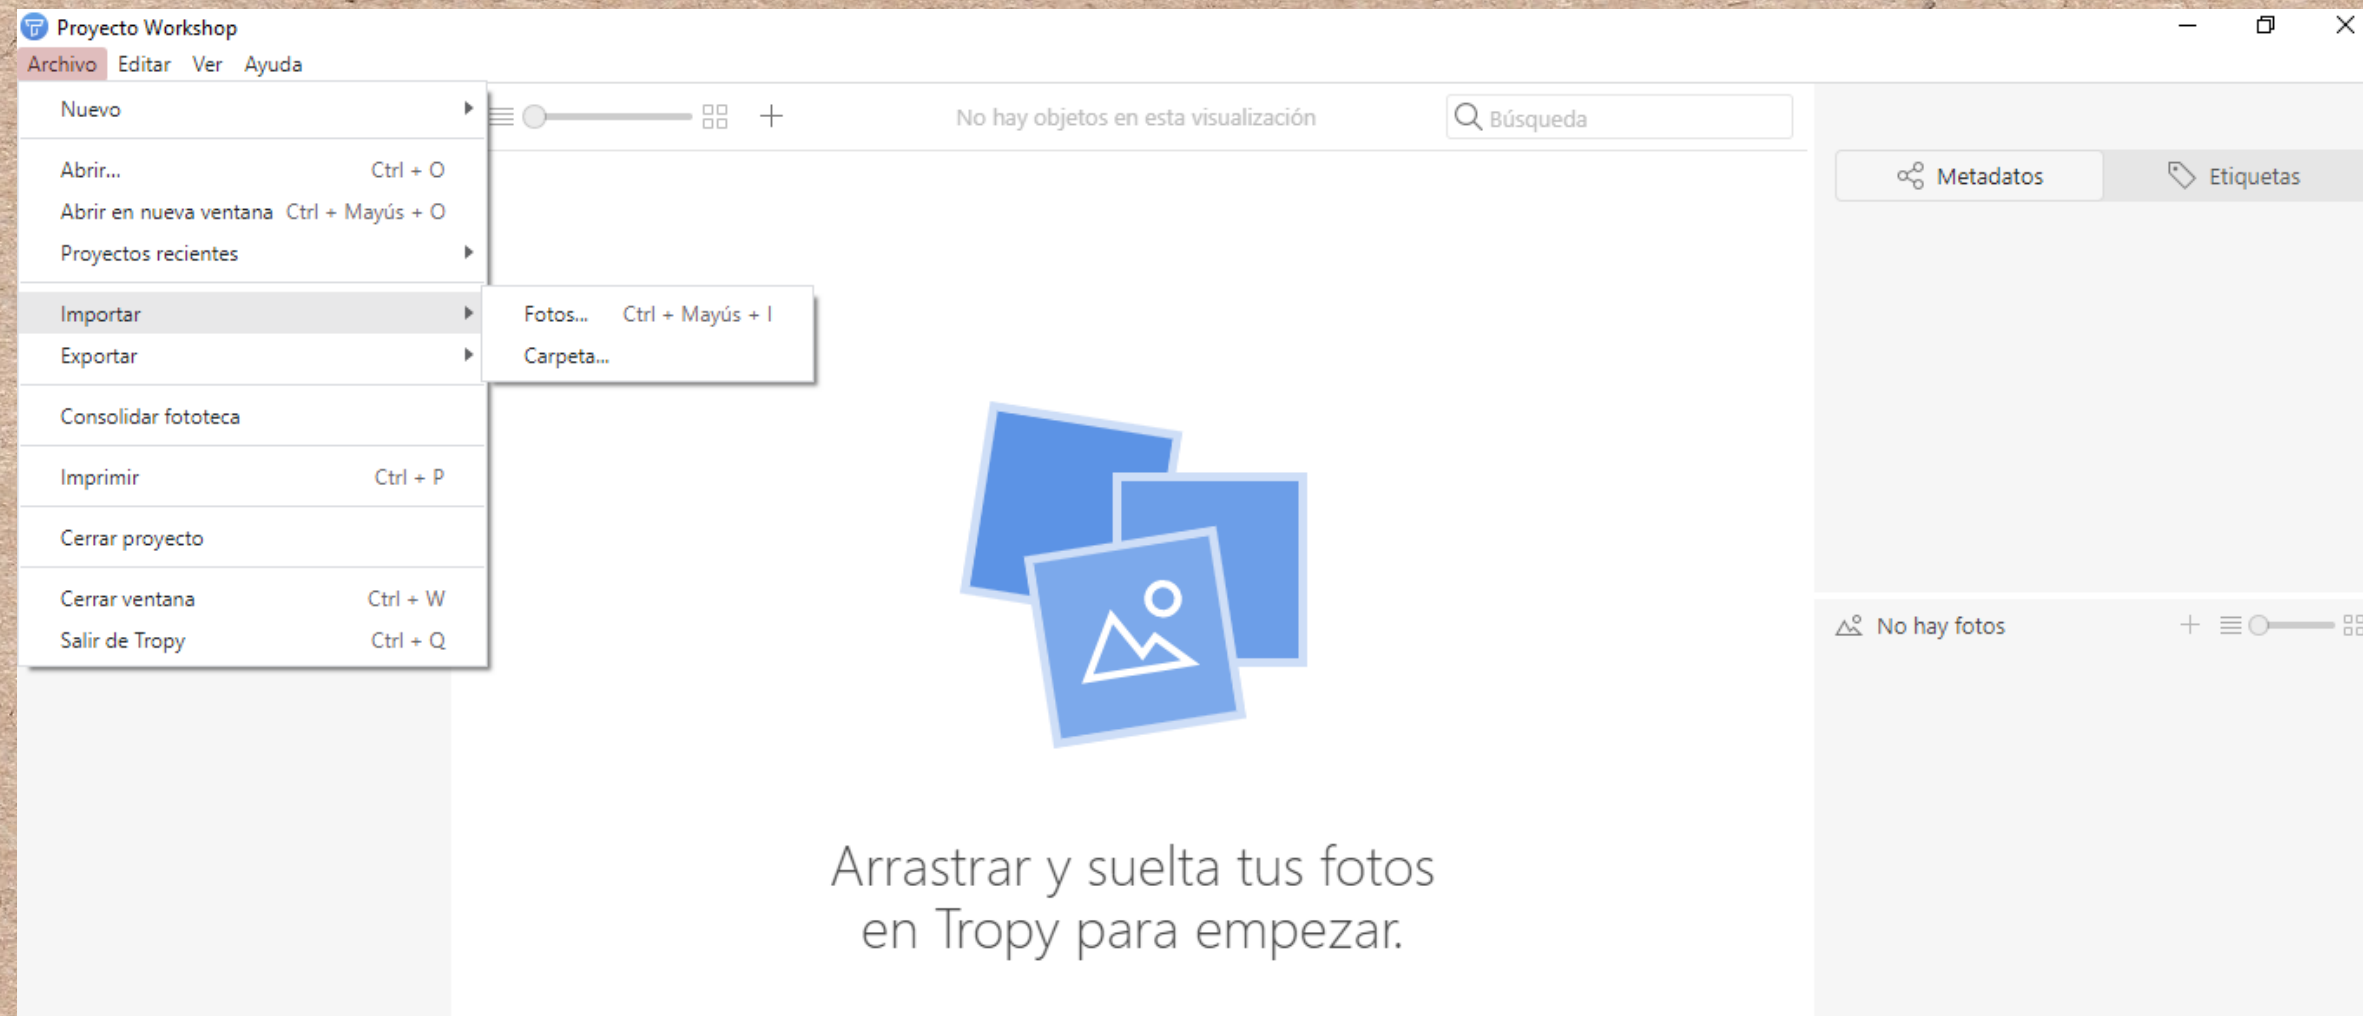 Proyecto Workshop
Archivo Editar Ver Ayuda
Nuevo
Abrir... Ctrl + O
Abrir en nueva ventana Ctrl + Mayús + O
Proyectos recientes
Importar
Exportar
Consolidar fototeca
Imprimir Ctrl + P
Cerrar proyecto
Cerrar ventana Ctrl + W
Salir de Tropy Ctrl + Q
Fotos... Ctrl + Mayús + I
Carpeta...
No hay objetos en esta visualización
Búsqueda
Arrastrar y suelta tus fotos
en Tropy para empezar.
Metadatos Etiquetas
No hay fotos